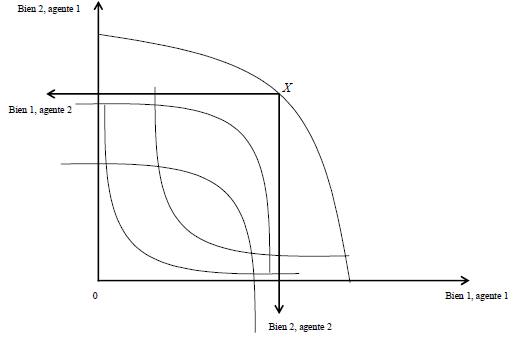 Bien 2, agente 1
X
Bien 1, agente 2
0
Bien 1, agente 1
Bien 2, agente 2